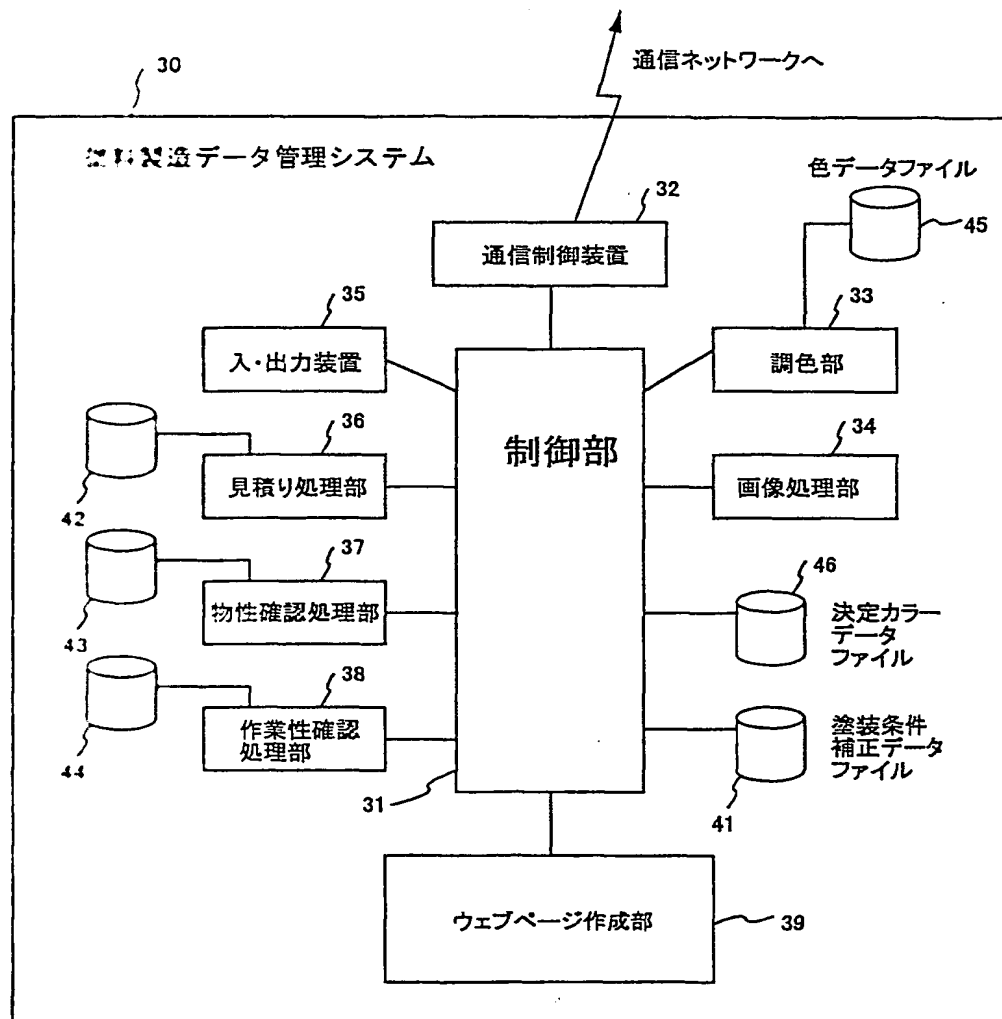 通信ネットワークへ
30
塗料製造データ管理システム
色データファイル
45
32
通信制御装置
35
入・出力装置
33
調色部
制御部
36
見積り処理部
42
34
画像処理部
37
物性確認処理部
43
46
決定カラー
データ
ファイル
38
作業性確認
処理部
44
31
塗装条件
補正データ
ファイル
41
ウェブページ作成部
39